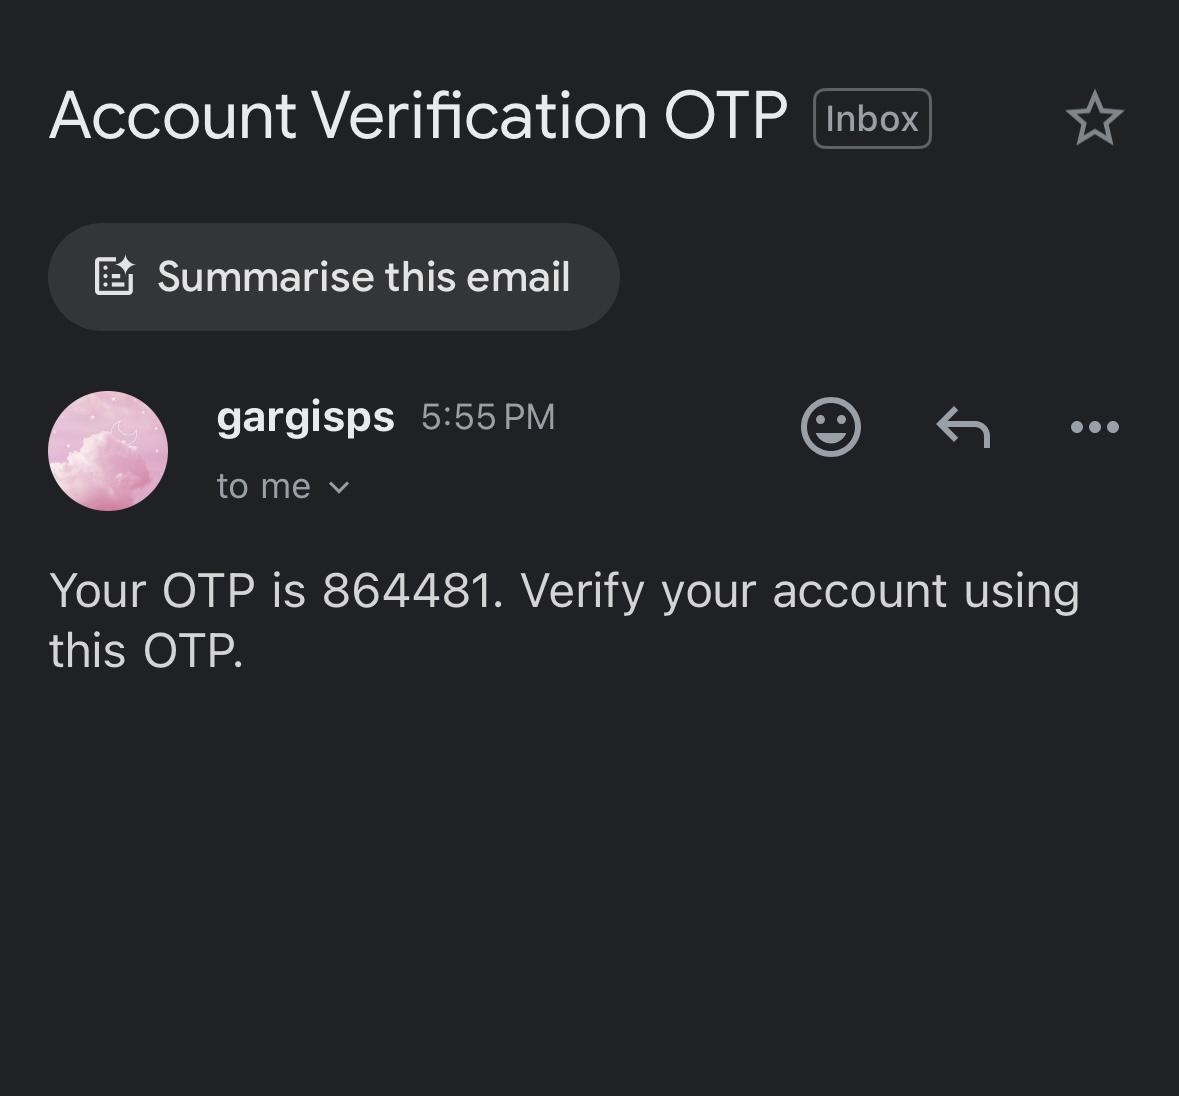 Account Verification OTP Inbox
Summarise this email
gargisps 5:55 PM
to me
Your OTP is 864481. Verify your account using
this OTP.